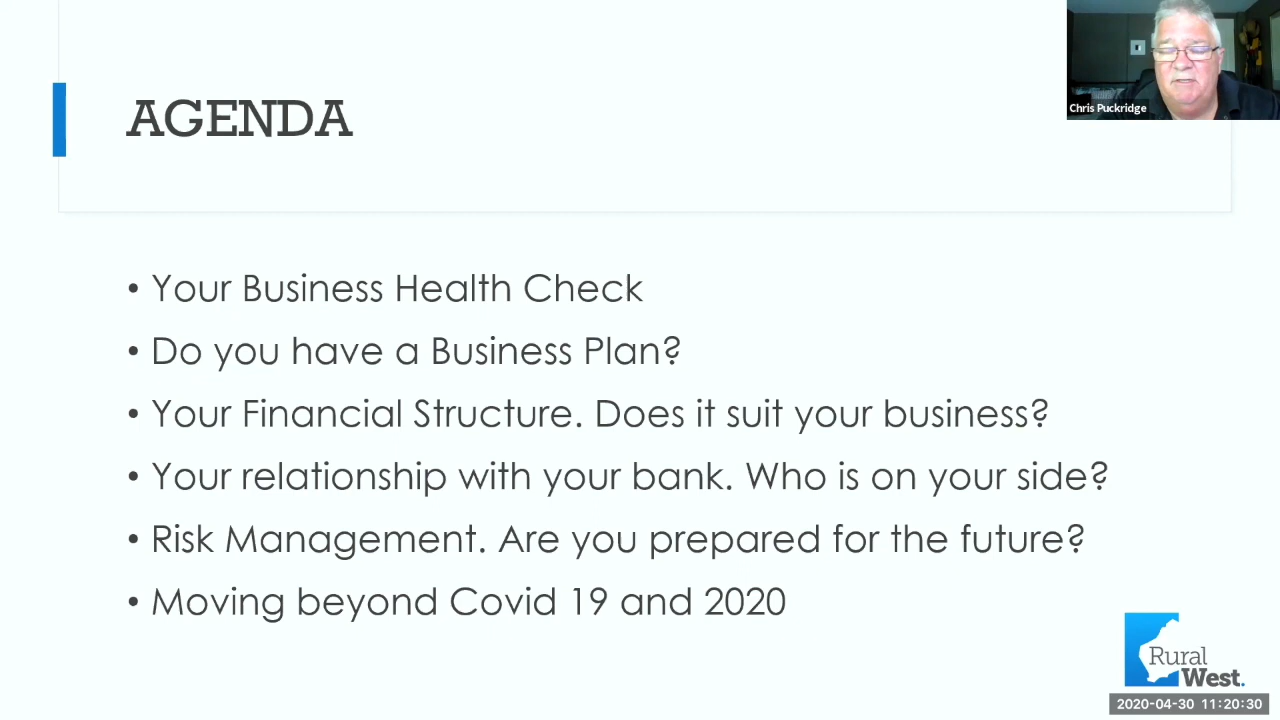 Chris Puckridge
AGENDA
• Your Business Health Check
• Do you have a Business Plan?
• Your Financial Structure. Does it suit your business?
• Your relationship with your bank. Who is on your side?
• Risk Management. Are you prepared for the future?
• Moving beyond Covid 19 and 2020
Rural
West.
2020-04-30 11:20:30